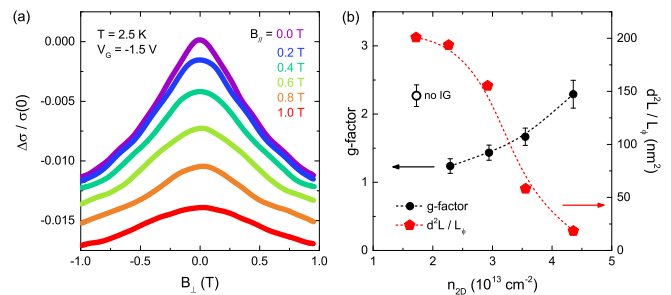 (a)
T = 2.5 K
V_G = -1.5 V
B_// = 0.0 T
0.2 T
0.4 T
0.6 T
0.8 T
1.0 T
0.000
-0.005
-0.010
-0.015
Δσ / σ(0)
-1.0 -0.5 0.0 0.5 1.0
B_⊥ (T)
(b)
3
2
1
0
g-factor
no IG
g-factor
d²L / L_ϕ
200
150
100
50
0
d²L / L_ϕ (nm²)
1 2 3 4 5
n_2D (10¹³ cm⁻²)